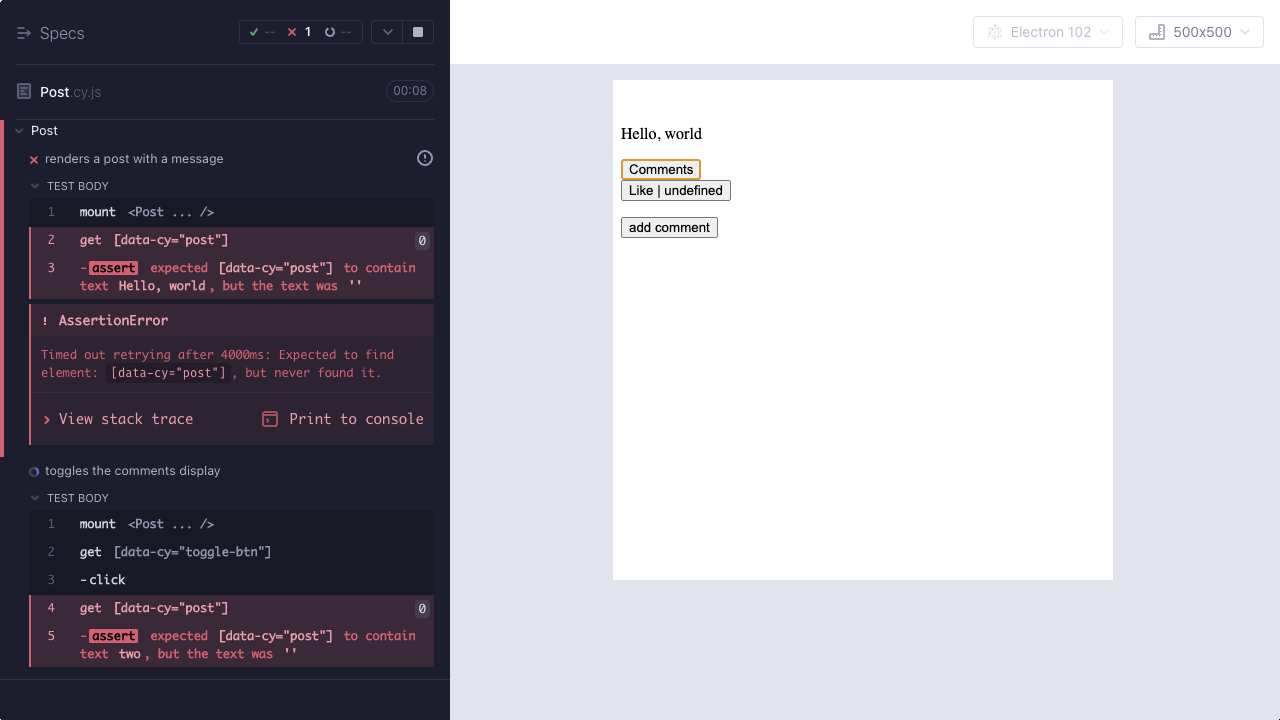 Specs
-- 1 --
Electron 102
500x500
Post.cy.js
00:08
Post
renders a post with a message
TEST BODY
1 mount <Post ... />
2 get [data-cy="post"] 0
3 -assert expected [data-cy="post"] to contain
text Hello, world, but the text was ''
! AssertionError
Timed out retrying after 4000ms: Expected to find
element: [data-cy="post"], but never found it.
View stack trace
Print to console
toggles the comments display
TEST BODY
1 mount <Post ... />
2 get [data-cy="toggle-btn"]
3 -click
4 get [data-cy="post"] 0
5 -assert expected [data-cy="post"] to contain
text two, but the text was ''
Hello, world
Comments
Like | undefined
add comment